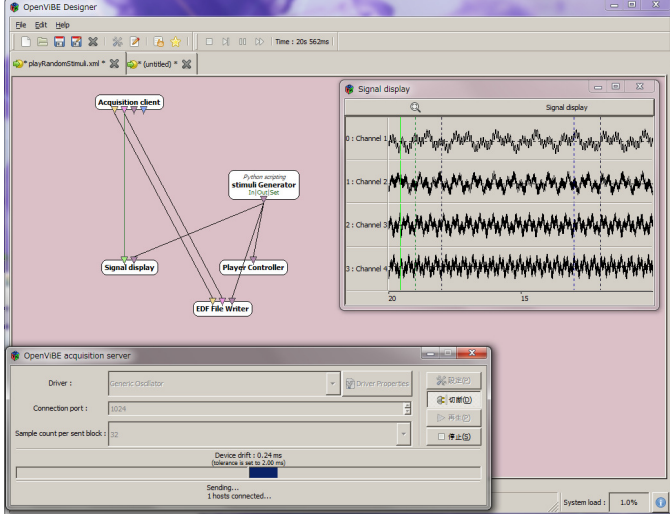 OpenViBE Designer
File Edit Help
Time : 20s 562ms
* playRandomStimuli.xml *
* (untitled) *
Acquisition client
Python scripting
stimuli Generator
In|Out|Set
Signal display
Player Controller
EDF File Writer
Signal display
Signal display
0 : Channel 1
1 : Channel 2
2 : Channel 3
3 : Channel 4
20 15
OpenViBE acquisition server
Driver : Generic Oscillator Driver Properties
Connection port : 1024
Sample count per sent block : 32
設定(P)
切断(D)
再生(P)
停止(S)
Device drift : 0.24 ms
(tolerance is set to 2.00 ms)
Sending...
1 hosts connected...
System load : 1.0%